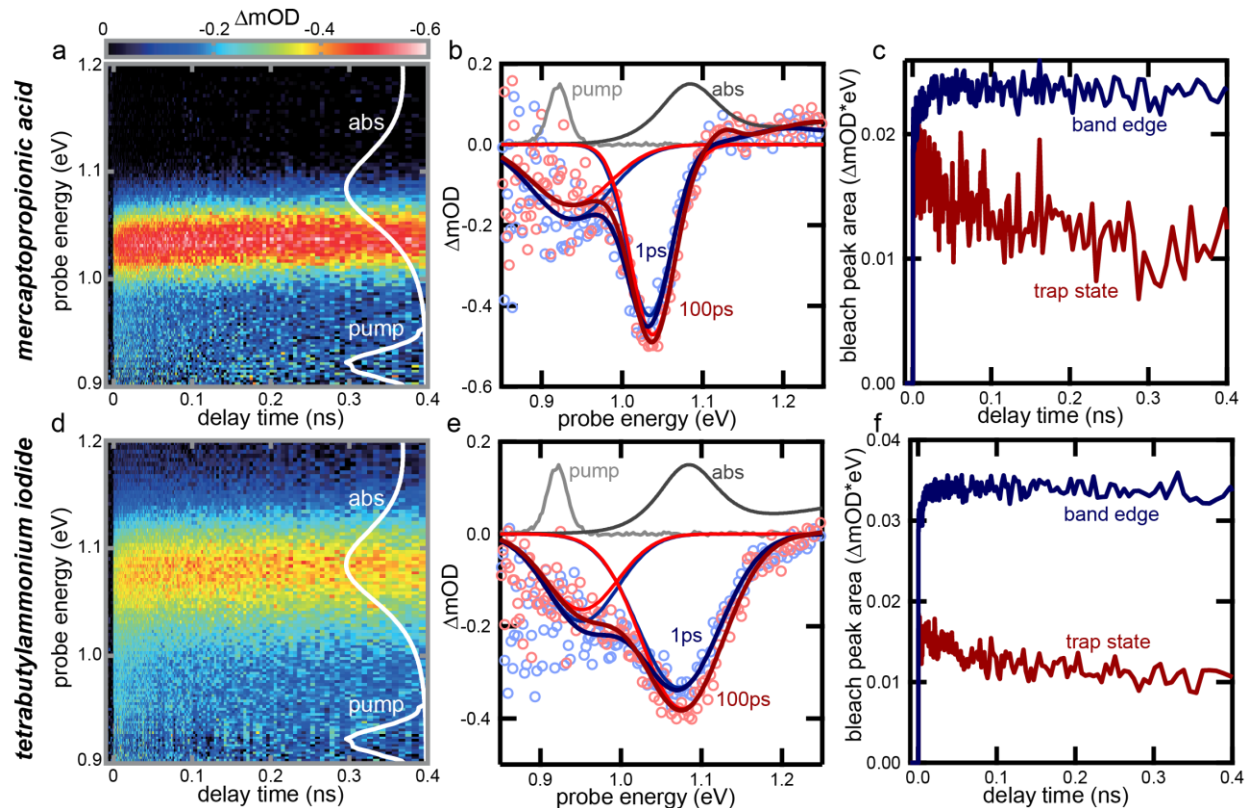 ΔmOD
0 -0.2 -0.4 -0.6
a
mercaptopropionic acid
probe energy (eV)
1.2
1.1
1.0
0.9
abs
pump
0 0.1 0.2 0.3 0.4
delay time (ns)
b
ΔmOD
0.2
0.0
-0.2
-0.4
-0.6
pump
abs
1ps
100ps
0.9 1.0 1.1 1.2
probe energy (eV)
c
bleach peak area (ΔmOD*eV)
0.02
0.01
0.00
band edge
trap state
0.0 0.1 0.2 0.3 0.4
delay time (ns)
d
tetrabutylammonium iodide
probe energy (eV)
1.2
1.1
1.0
0.9
abs
pump
0 0.1 0.2 0.3 0.4
delay time (ns)
e
ΔmOD
0.2
0.0
-0.2
-0.4
pump
abs
1ps
100ps
0.9 1.0 1.1 1.2
probe energy (eV)
f
bleach peak area (ΔmOD*eV)
0.04
0.03
0.02
0.01
0.00
band edge
trap state
0.0 0.1 0.2 0.3 0.4
delay time (ns)